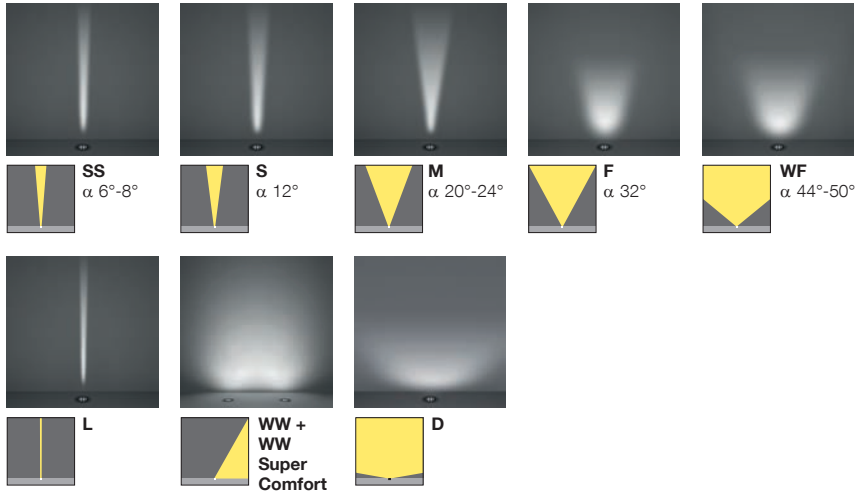 SS
α 6°-8°
S
α 12°
M
α 20°-24°
F
α 32°
WF
α 44°-50°
L
WW +
WW
Super
Comfort
D